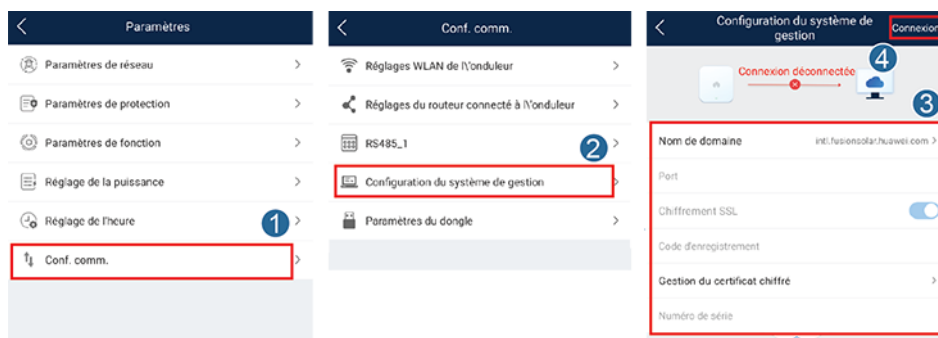 Paramètres
Paramètres de réseau
Paramètres de protection
Paramètres de fonction
Réglage de la puissance
Réglage de l'heure
1
Conf. comm.
Conf. comm.
Réglages WLAN de l\'onduleur
Réglages du routeur connecté à l\'onduleur
RS485_1
2
Configuration du système de gestion
Paramètres du dongle
Configuration du système de
gestion
Connexion
4
Connexion déconnectée
3
Nom de domaine intl.fusionsolar.huawei.com
Port
Chiffrement SSL
Code d'enregistrement
Gestion du certificat chiffré
Numéro de série